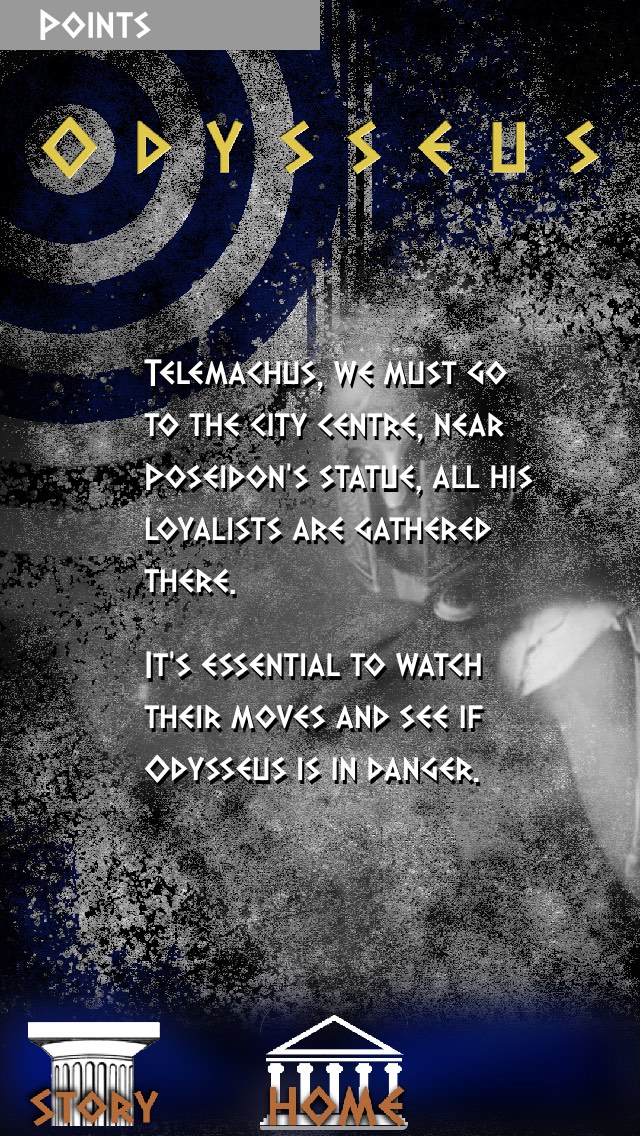 Points
Odysseus
Telemachus, we must go
to the city centre, near
Poseidon's statue, all his
loyalists are gathered
there.
It's essential to watch
their moves and see if
Odysseus is in danger.
Story
Home